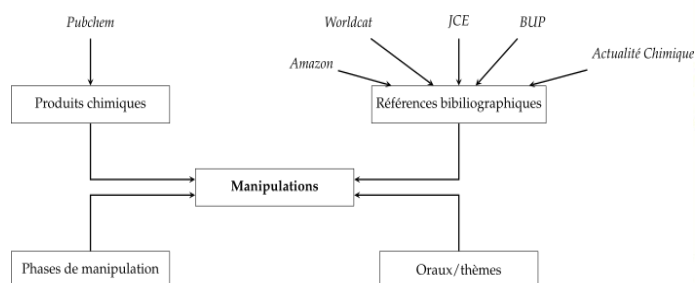 Pubchem
Worldcat
JCE
BUP
Amazon
Actualité Chimique
Produits chimiques
Références bibiliographiques
Manipulations
Phases de manipulation
Oraux/thèmes